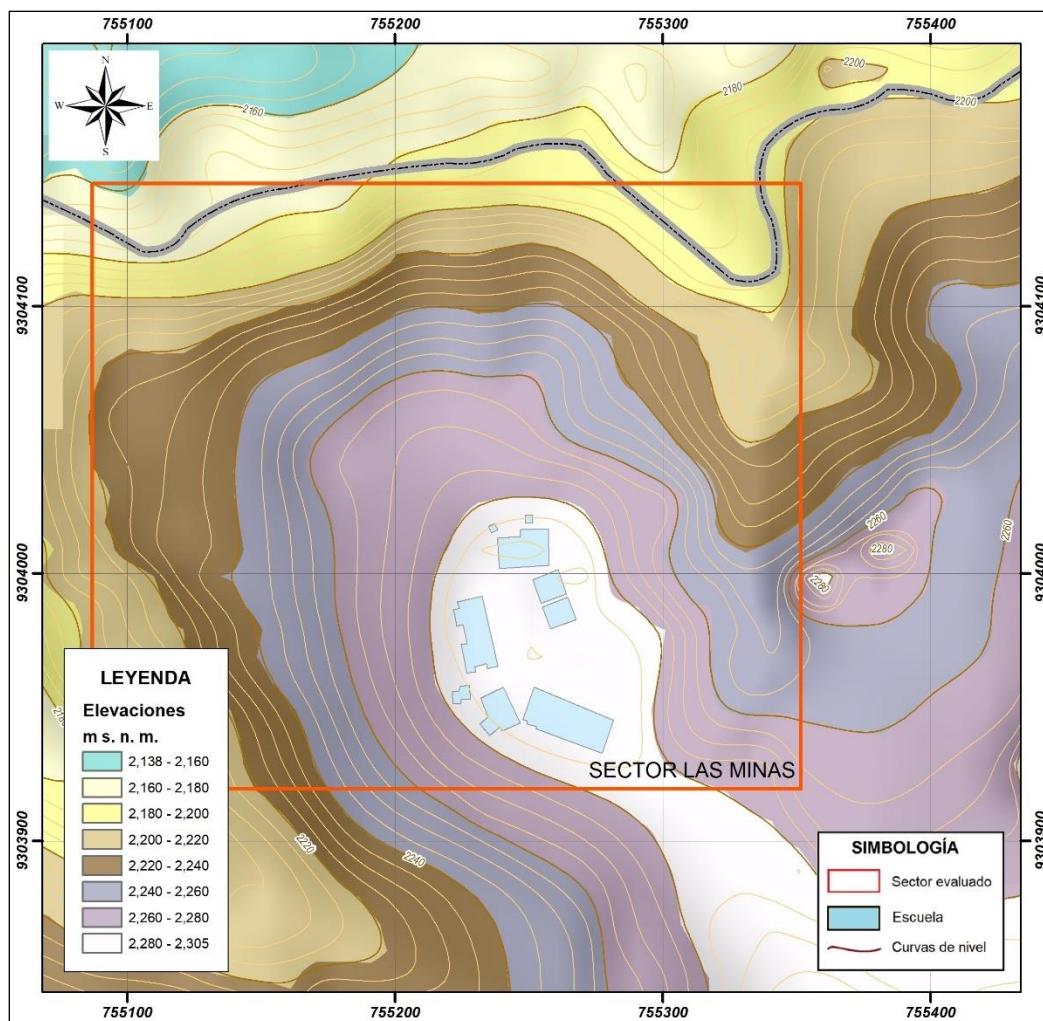 755100 755200 755300 755400
N
W E
S
2160
2180
2200
2200
9304100 9304100
2260
2280
2260
2280
9304000 9304000
LEYENDA
Elevaciones
m s. n. m.
2,138 - 2,160
2,160 - 2,180
2,180 - 2,200
2,200 - 2,220
2,220 - 2,240
2,240 - 2,260
2,260 - 2,280
2,280 - 2,305
SECTOR LAS MINAS
2220
2240
9303900 9303900
SIMBOLOGÍA
Sector evaluado
Escuela
Curvas de nivel
755100 755200 755300 755400